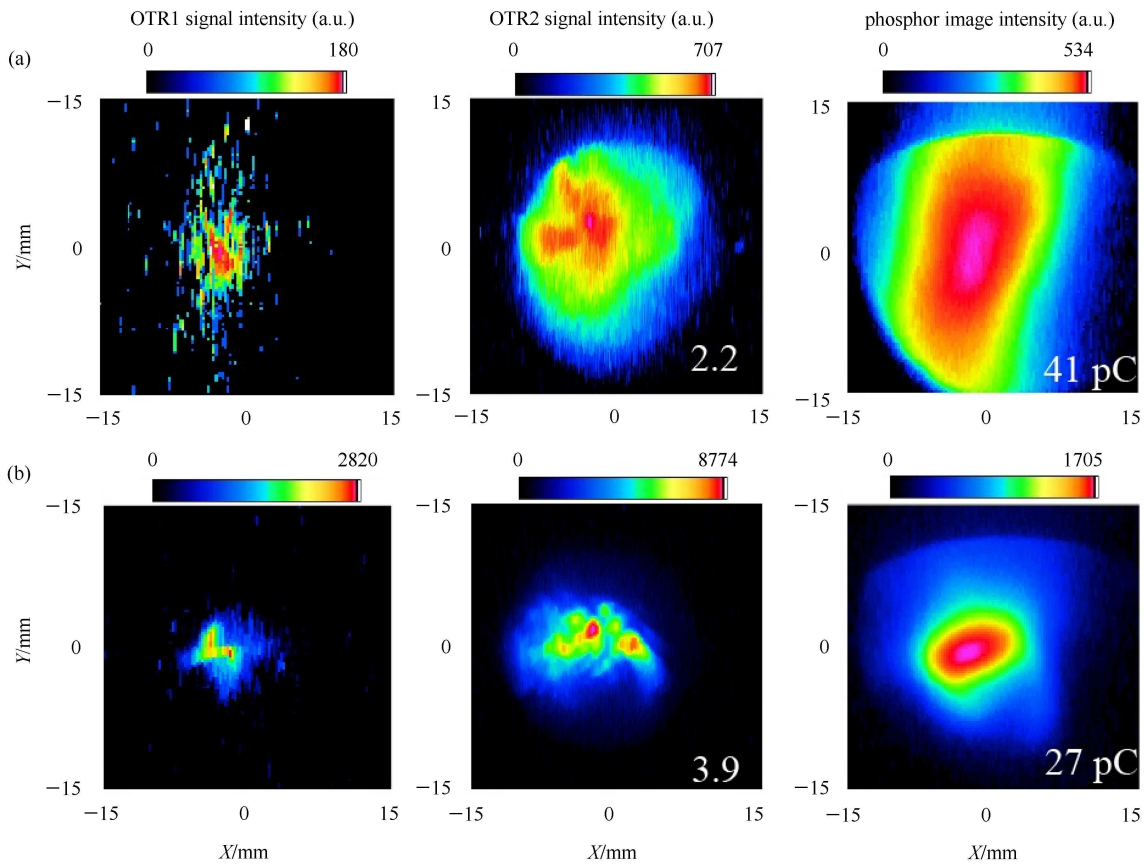 OTR1 signal intensity (a.u.) OTR2 signal intensity (a.u.) phosphor image intensity (a.u.)
0 180 0 707 0 534
(a)
−15 −15 15
Y/mm 0 0 0
2.2 41 pC
−15 −15 −15
−15 0 15 −15 0 15 −15 0 15
0 2820 0 8774 0 1705
(b)
−15 −15 15
Y/mm 0 0 0
3.9 27 pC
−15 −15 −15
−15 0 15 −15 0 15 −15 0 15
X/mm X/mm X/mm